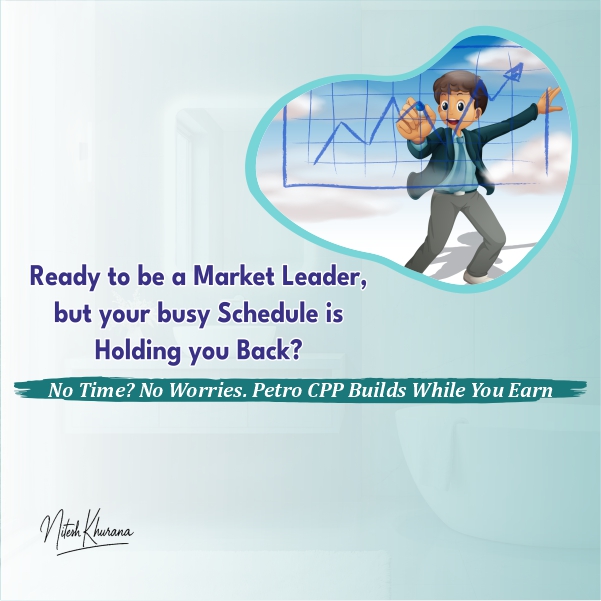 Ready to be a Market Leader,
but your busy Schedule is
Holding you Back?
No Time? No Worries. Petro CPP Builds While You Earn
Nitesh Khurana